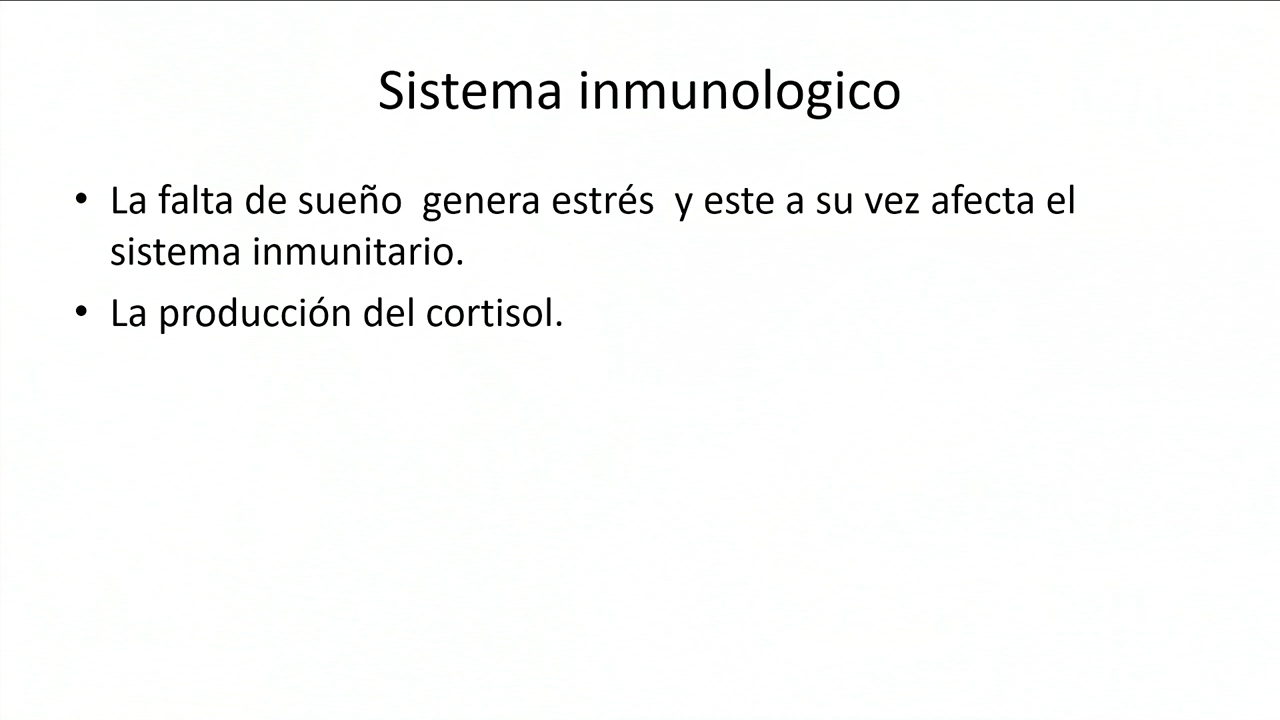 Sistema inmunologico
• La falta de sueño  genera estrés  y este a su vez afecta el
sistema inmunitario.
• La producción del cortisol.